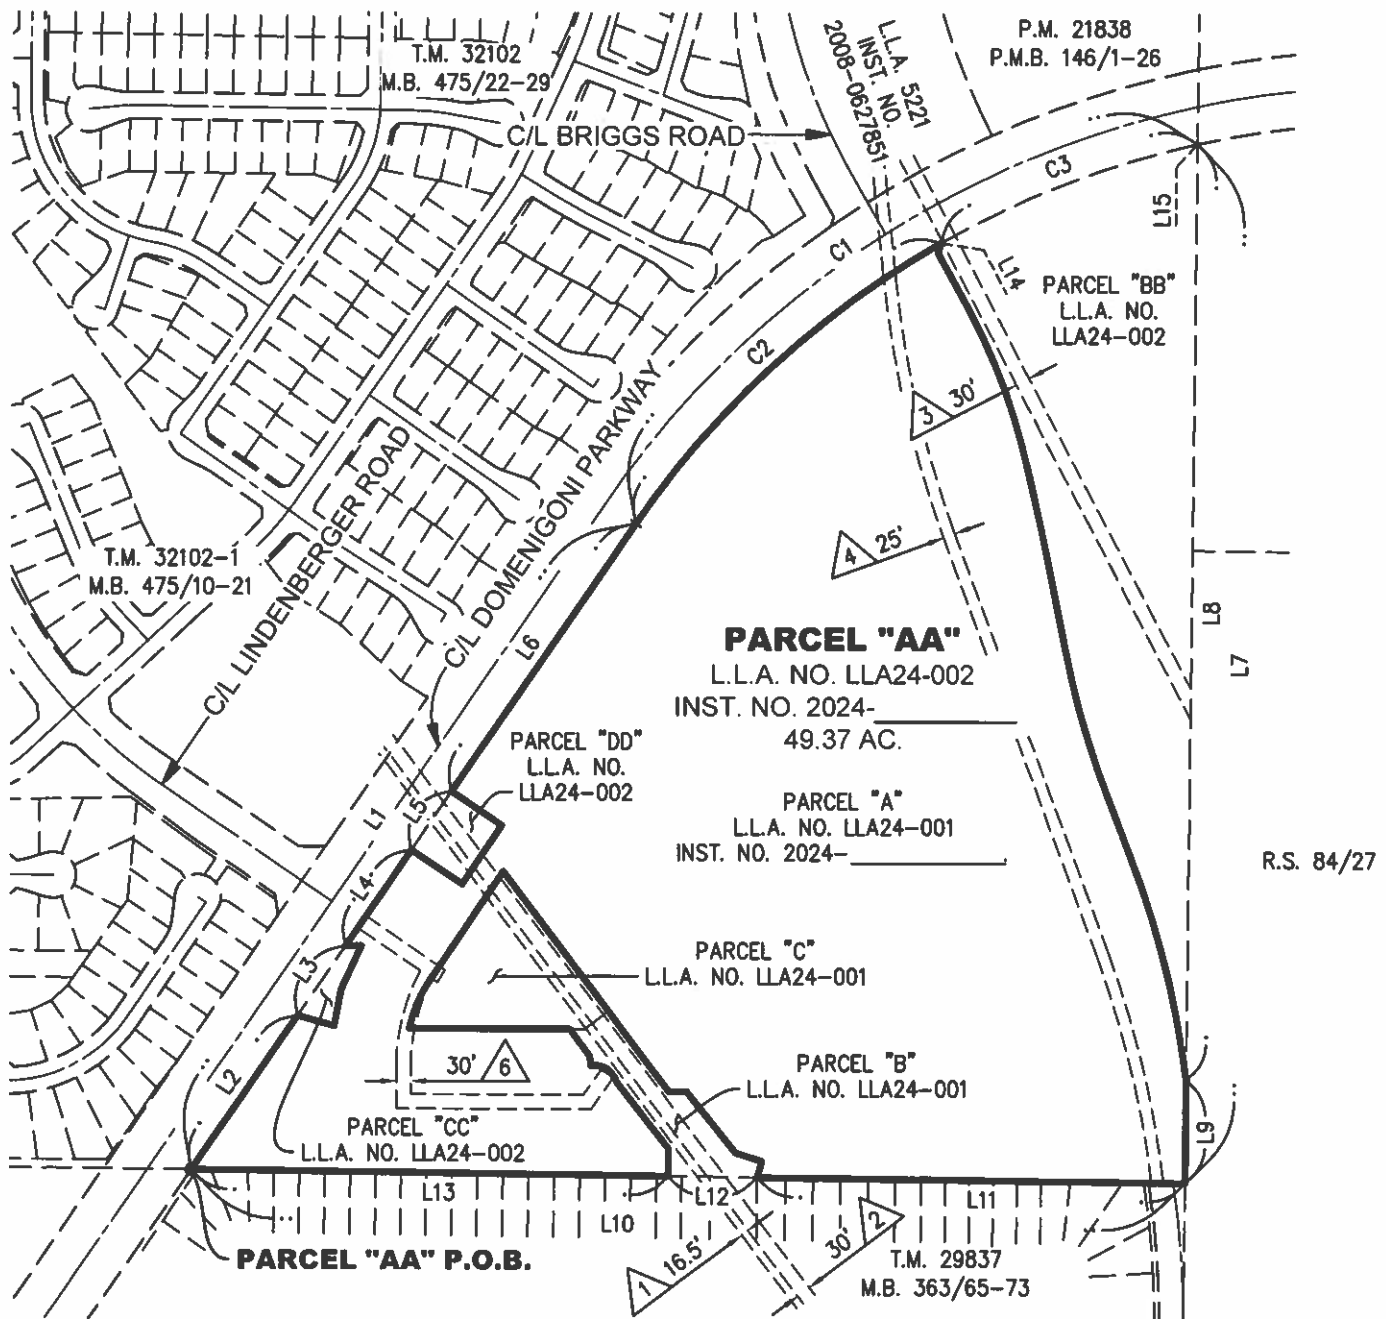 T.M. 32102
M.B. 475/22-29
C/L BRIGGS ROAD
L.L.A. 5221
INST. NO.
2008-0627851
P.M. 21838
P.M.B. 146/1-26
C3
L15
C1
L14
PARCEL "BB"
L.L.A. NO.
LLA24-002
C2
3 30'
4 25'
T.M. 32102-1
M.B. 475/10-21
C/L LINDENBERGER ROAD
C/L DOMENIGONI PARKWAY
L6
L8
L7
PARCEL "AA"
L.L.A. NO. LLA24-002
INST. NO. 2024-
49.37 AC.
PARCEL "DD"
L.L.A. NO.
LLA24-002
PARCEL "A"
L.L.A. NO. LLA24-001
INST. NO. 2024-
R.S. 84/27
L1
L5
L4
L3
L2
PARCEL "C"
L.L.A. NO. LLA24-001
30' 6
PARCEL "B"
L.L.A. NO. LLA24-001
PARCEL "CC"
L.L.A. NO. LLA24-002
L9
L13
L12
L11
L10
PARCEL "AA" P.O.B.
1 16.5'
30' 2
T.M. 29837
M.B. 363/65-73